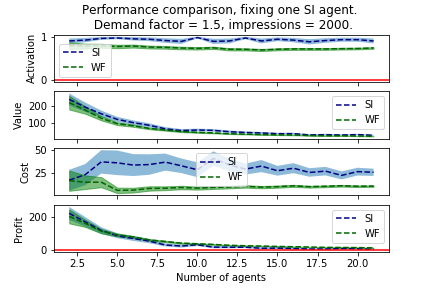 Performance comparison, fixing one SI agent.
Demand factor = 1.5, impressions = 2000.
Activation
1
0
SI
WF
Value
200
100
SI
WF
Cost
50
25
SI
WF
Profit
200
0
SI
WF
2.5 5.0 7.5 10.0 12.5 15.0 17.5 20.0
Number of agents